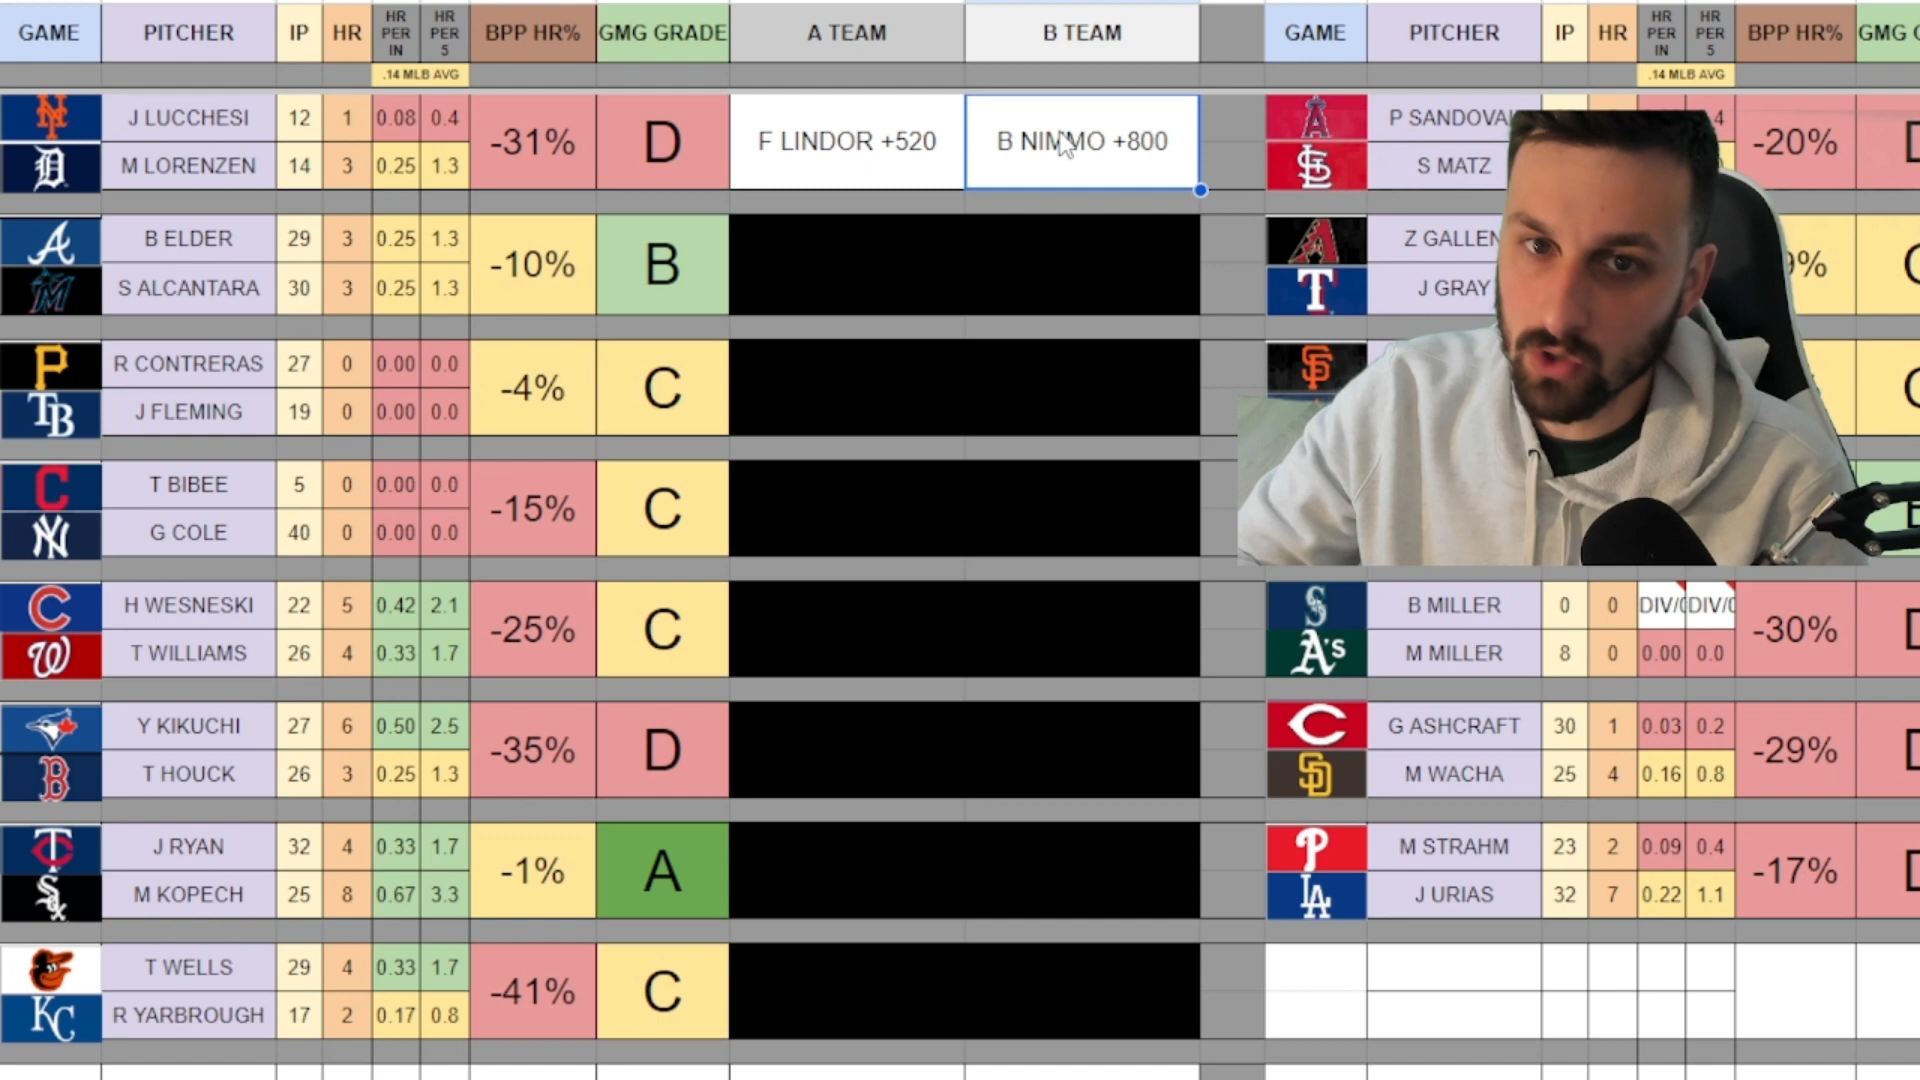 GAME PITCHER IP HR HR PER IN HR PER 5 BPP HR% GMG GRADE A TEAM B TEAM GAME PITCHER IP HR HR PER IN HR PER 5 BPP HR% GMG
.14 MLB AVG .14 MLB AVG
J LUCCHESI 12 1 0.08 0.4 -31% D F LINDOR +520 B NIMMO +800
M LORENZEN 14 3 0.25 1.3
B ELDER 29 3 0.25 1.3 -10% B
S ALCANTARA 30 3 0.25 1.3
R CONTRERAS 27 0 0.00 0.0 -4% C
J FLEMING 19 0 0.00 0.0
T BIBEE 5 0 0.00 0.0 -15% C
G COLE 40 0 0.00 0.0
H WESNESKI 22 5 0.42 2.1 -25% C
T WILLIAMS 26 4 0.33 1.7
Y KIKUCHI 27 6 0.50 2.5 -35% D
T HOUCK 26 3 0.25 1.3
J RYAN 32 4 0.33 1.7 -1% A
M KOPECH 25 8 0.67 3.3
T WELLS 29 4 0.33 1.7 -41% C
R YARBROUGH 17 2 0.17 0.8
P SANDOVA 4 -20%
S MATZ
Z GALLEN 9%
J GRAY
B MILLER 0 0 DIV/0 DIV/0 -30%
M MILLER 8 0 0.00 0.0
G ASHCRAFT 30 1 0.03 0.2 -29%
M WACHA 25 4 0.16 0.8
M STRAHM 23 2 0.09 0.4 -17%
J URIAS 32 7 0.22 1.1